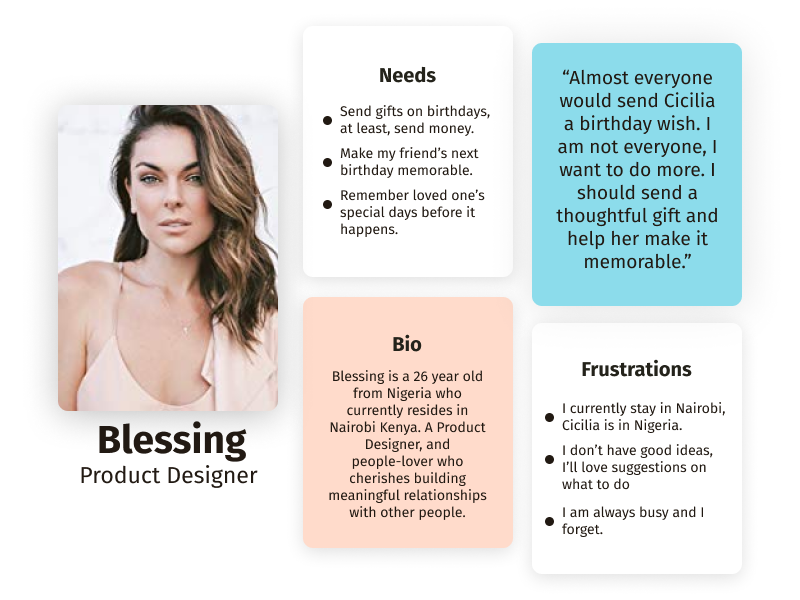 Blessing
Product Designer
Needs
Send gifts on birthdays,
at least, send money.
Make my friend’s next
birthday memorable.
Remember loved one’s
special days before it
happens.
Bio
Blessing is a 26 year old
from Nigeria who
currently resides in
Nairobi Kenya. A Product
Designer, and
people-lover who
cherishes building
meaningful relationships
with other people.
“Almost everyone
would send Cicilia
a birthday wish. I
am not everyone, I
want to do more. I
should send a
thoughtful gift and
help her make it
memorable.”
Frustrations
I currently stay in Nairobi,
Cicilia is in Nigeria.
I don’t have good ideas,
I’ll love suggestions on
what to do
I am always busy and I
forget.